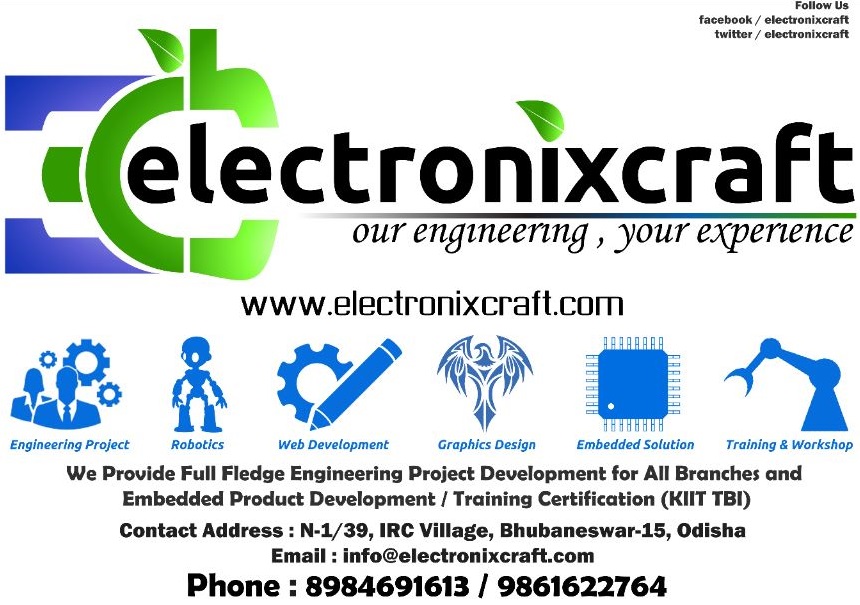 Follow Us
facebook / electronixcraft
twitter / electronixcraft
electronixcraft
our engineering , your experience
www.electronixcraft.com
Engineering Project
Robotics
Web Development
Graphics Design
Embedded Solution
Training & Workshop
We Provide Full Fledge Engineering Project Development for All Branches and
Embedded Product Development / Training Certification (KIIT TBI)
Contact Address : N-1/39, IRC Village, Bhubaneswar-15, Odisha
Email : info@electronixcraft.com
Phone : 8984691613 / 9861622764